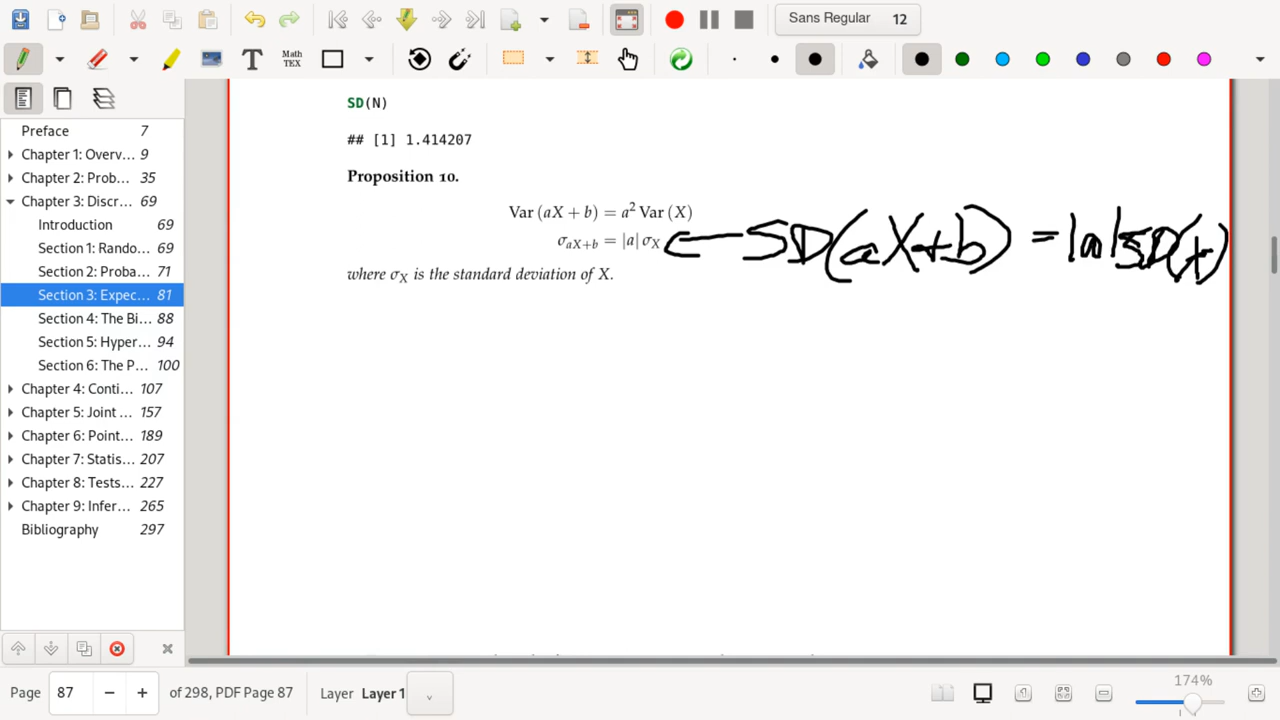 Sans Regular 12
Math
TEX
Preface 7
Chapter 1: Overv... 9
Chapter 2: Prob... 35
Chapter 3: Discr... 69
Introduction 69
Section 1: Rando... 69
Section 2: Proba... 71
Section 3: Expec... 81
Section 4: The Bi... 88
Section 5: Hyper... 94
Section 6: The P... 100
Chapter 4: Conti... 107
Chapter 5: Joint ... 157
Chapter 6: Point... 189
Chapter 7: Statis... 207
Chapter 8: Tests... 227
Chapter 9: Infer... 265
Bibliography 297
SD(N)
## [1] 1.414207
Proposition 10.
Var (aX + b) = a² Var (X)
σ_{aX+b} = |a| σ_X ← SD(aX+b) = |a|SD(X)
where σ_X is the standard deviation of X.
Page 87 of 298, PDF Page 87 Layer Layer 1 174%